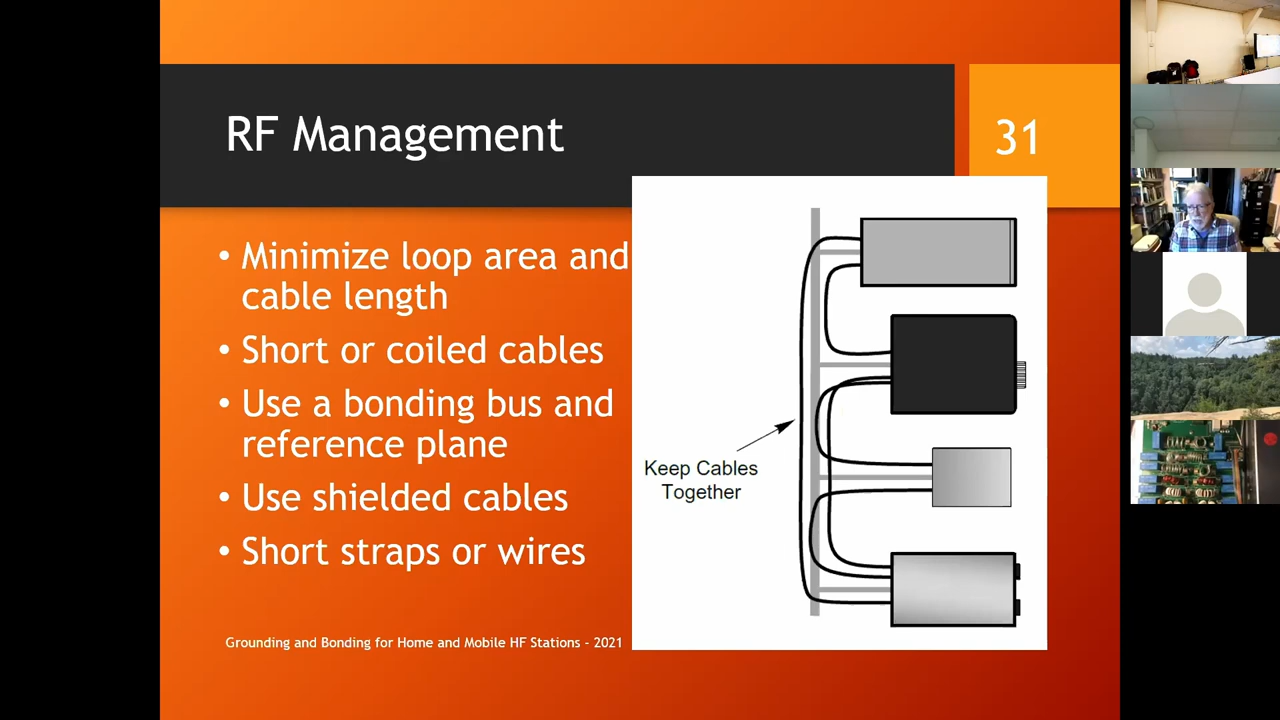 RF Management
31
• Minimize loop area and
cable length
• Short or coiled cables
• Use a bonding bus and
reference plane
• Use shielded cables
• Short straps or wires
Keep Cables
Together
Grounding and Bonding for Home and Mobile HF Stations - 2021